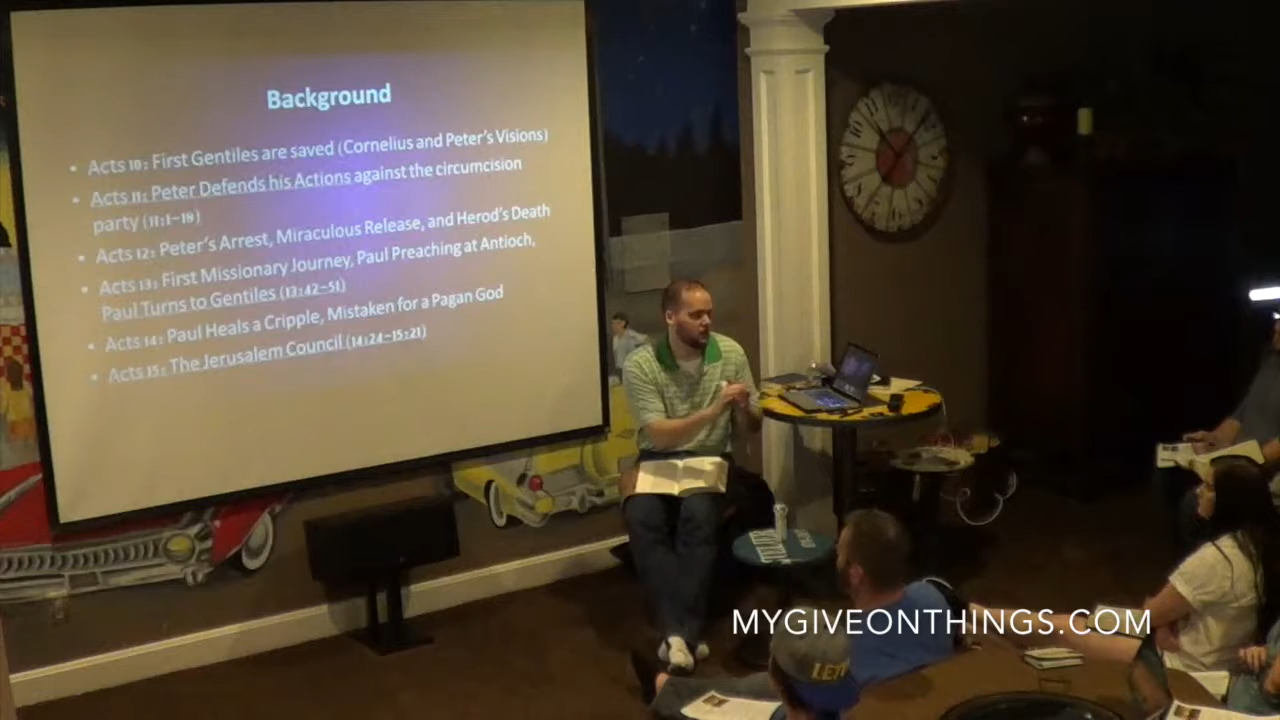 Background
• Acts 10: First Gentiles are saved (Cornelius and Peter's Visions)
• Acts 11: Peter Defends his Actions against the circumcision
party (11:1-18)
• Acts 12: Peter's Arrest, Miraculous Release, and Herod's Death
• Acts 13: First Missionary Journey, Paul Preaching at Antioch,
Paul Turns to Gentiles (13:42-51)
• Acts 14: Paul Heals a Cripple, Mistaken for a Pagan God
• Acts 15: The Jerusalem Council (14:24-15:21)
MYGIVEONTHINGS.COM